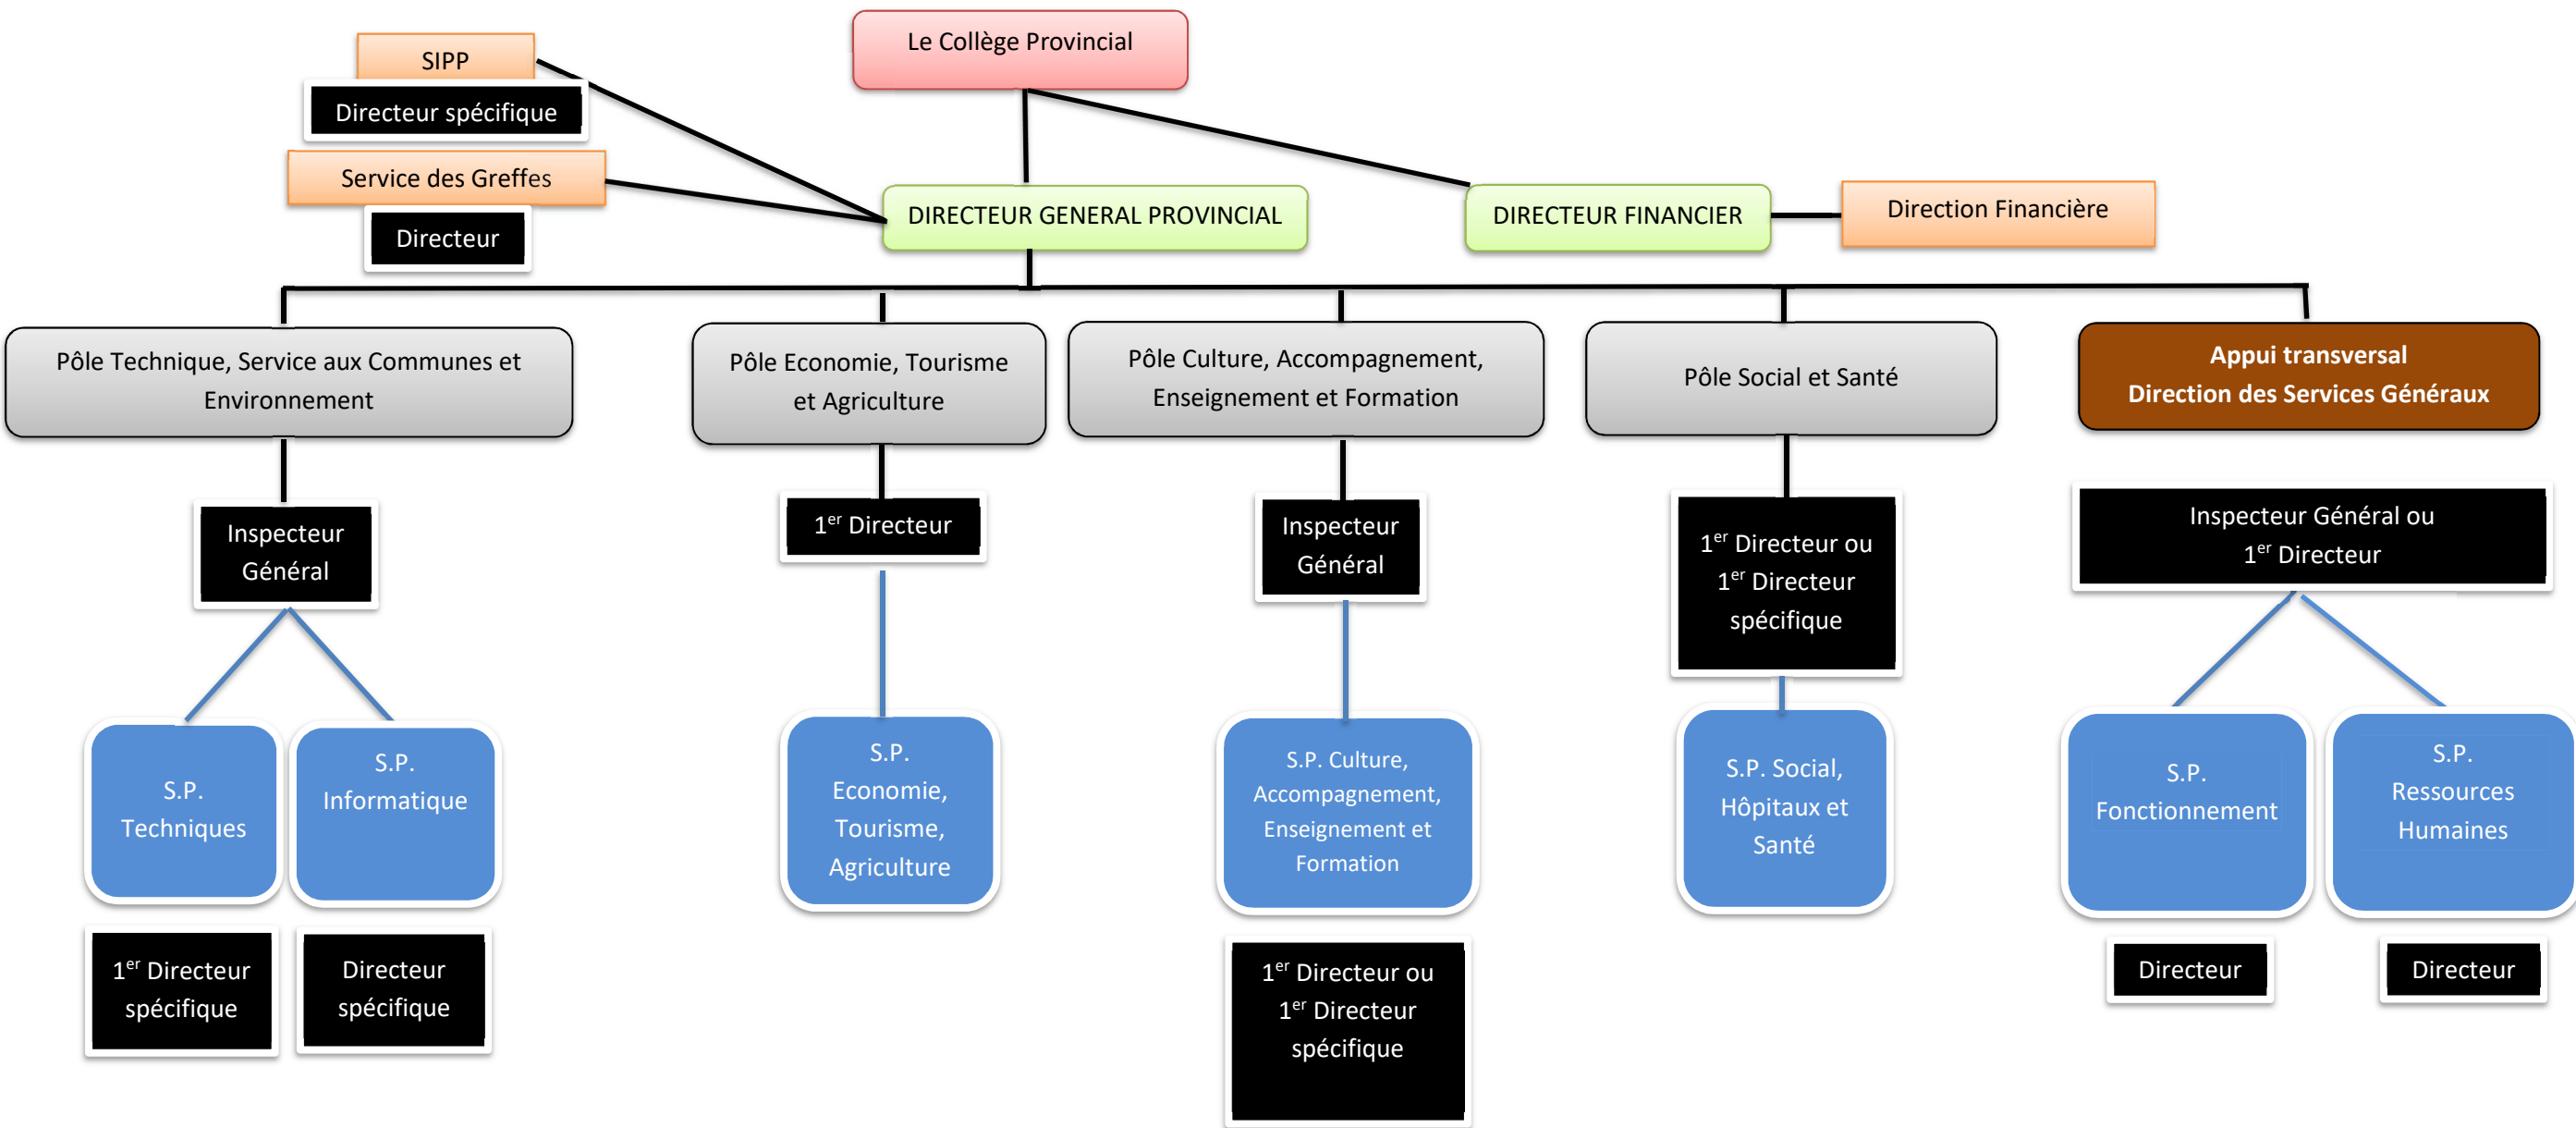 Le Collège Provincial
SIPP
Directeur spécifique
Service des Greffes
Directeur
DIRECTEUR GENERAL PROVINCIAL
DIRECTEUR FINANCIER
Direction Financière
Pôle Technique, Service aux Communes et
Environnement
Pôle Economie, Tourisme
et Agriculture
Pôle Culture, Accompagnement,
Enseignement et Formation
Pôle Social et Santé
Appui transversal
Direction des Services Généraux
Inspecteur
Général
1er Directeur
Inspecteur
Général
1er Directeur ou
1er Directeur
spécifique
Inspecteur Général ou
1er Directeur
S.P.
Techniques
S.P.
Informatique
S.P.
Economie,
Tourisme,
Agriculture
S.P. Culture,
Accompagnement,
Enseignement et
Formation
S.P. Social,
Hôpitaux et
Santé
S.P.
Fonctionnement
S.P.
Ressources
Humaines
1er Directeur
spécifique
Directeur
spécifique
1er Directeur ou
1er Directeur
spécifique
Directeur
Directeur